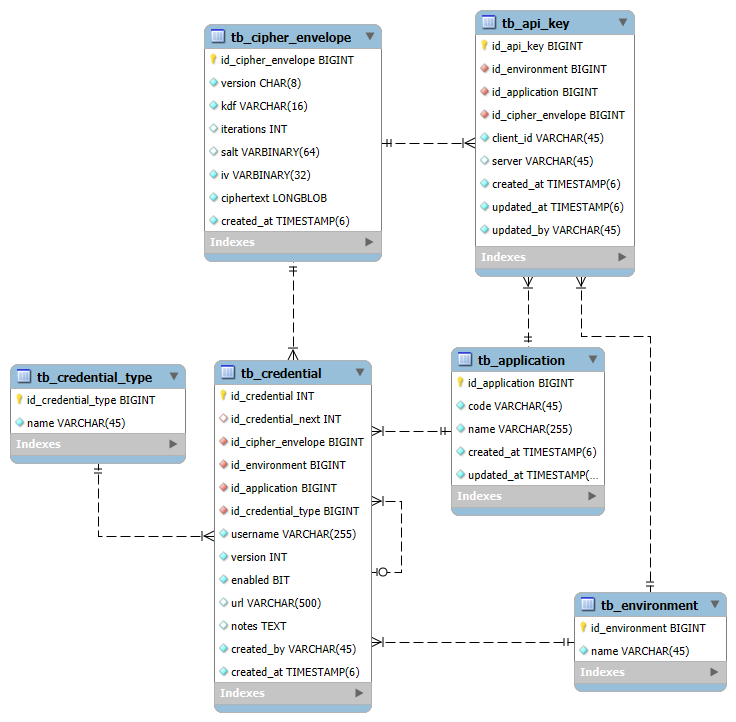 tb_cipher_envelope
id_cipher_envelope BIGINT
version CHAR(8)
kdf VARCHAR(16)
iterations INT
salt VARBINARY(64)
iv VARBINARY(32)
ciphertext LONGBLOB
created_at TIMESTAMP(6)
Indexes
tb_api_key
id_api_key BIGINT
id_environment BIGINT
id_application BIGINT
id_cipher_envelope BIGINT
client_id VARCHAR(45)
server VARCHAR(45)
created_at TIMESTAMP(6)
updated_at TIMESTAMP(6)
updated_by VARCHAR(45)
Indexes
tb_credential_type
id_credential_type BIGINT
name VARCHAR(45)
Indexes
tb_credential
id_credential INT
id_credential_next INT
id_cipher_envelope BIGINT
id_environment BIGINT
id_application BIGINT
id_credential_type BIGINT
username VARCHAR(255)
version INT
enabled BIT
url VARCHAR(500)
notes TEXT
created_by VARCHAR(45)
created_at TIMESTAMP(6)
Indexes
tb_application
id_application BIGINT
code VARCHAR(45)
name VARCHAR(255)
created_at TIMESTAMP(6)
updated_at TIMESTAMP(...
Indexes
tb_environment
id_environment BIGINT
name VARCHAR(45)
Indexes